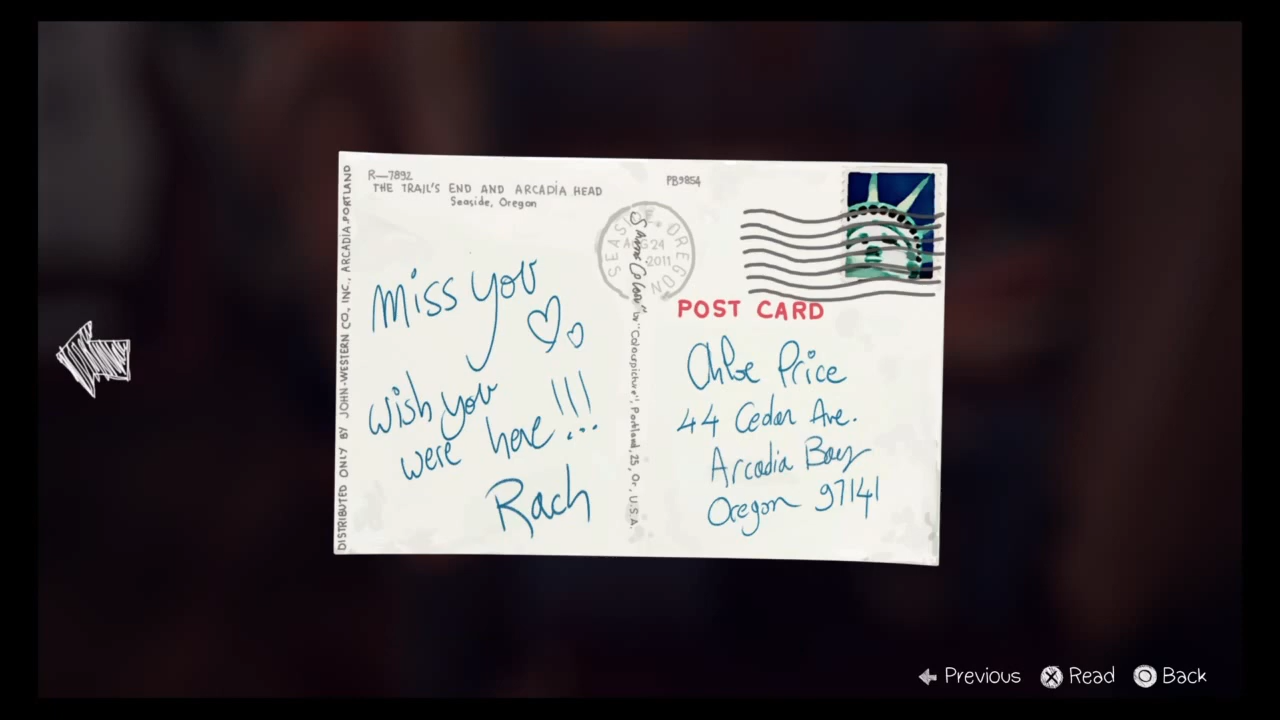 R—7892
THE TRAIL'S END AND ARCADIA HEAD
Seaside, Oregon
PB9854
DISTRIBUTED ONLY BY JOHN-WESTERN CO., INC., ARCADIA-PORTLAND
SEASIDE. OREGON
AUG 24
2011
by "Colourpicture", Portland, 25, Or, U.S.A.
Miss you
wish you
were here!!!
Rach
POST CARD
Chloe Price
44 Cedar Ave.
Arcadia Bay
Oregon 97141
Previous
Read
Back